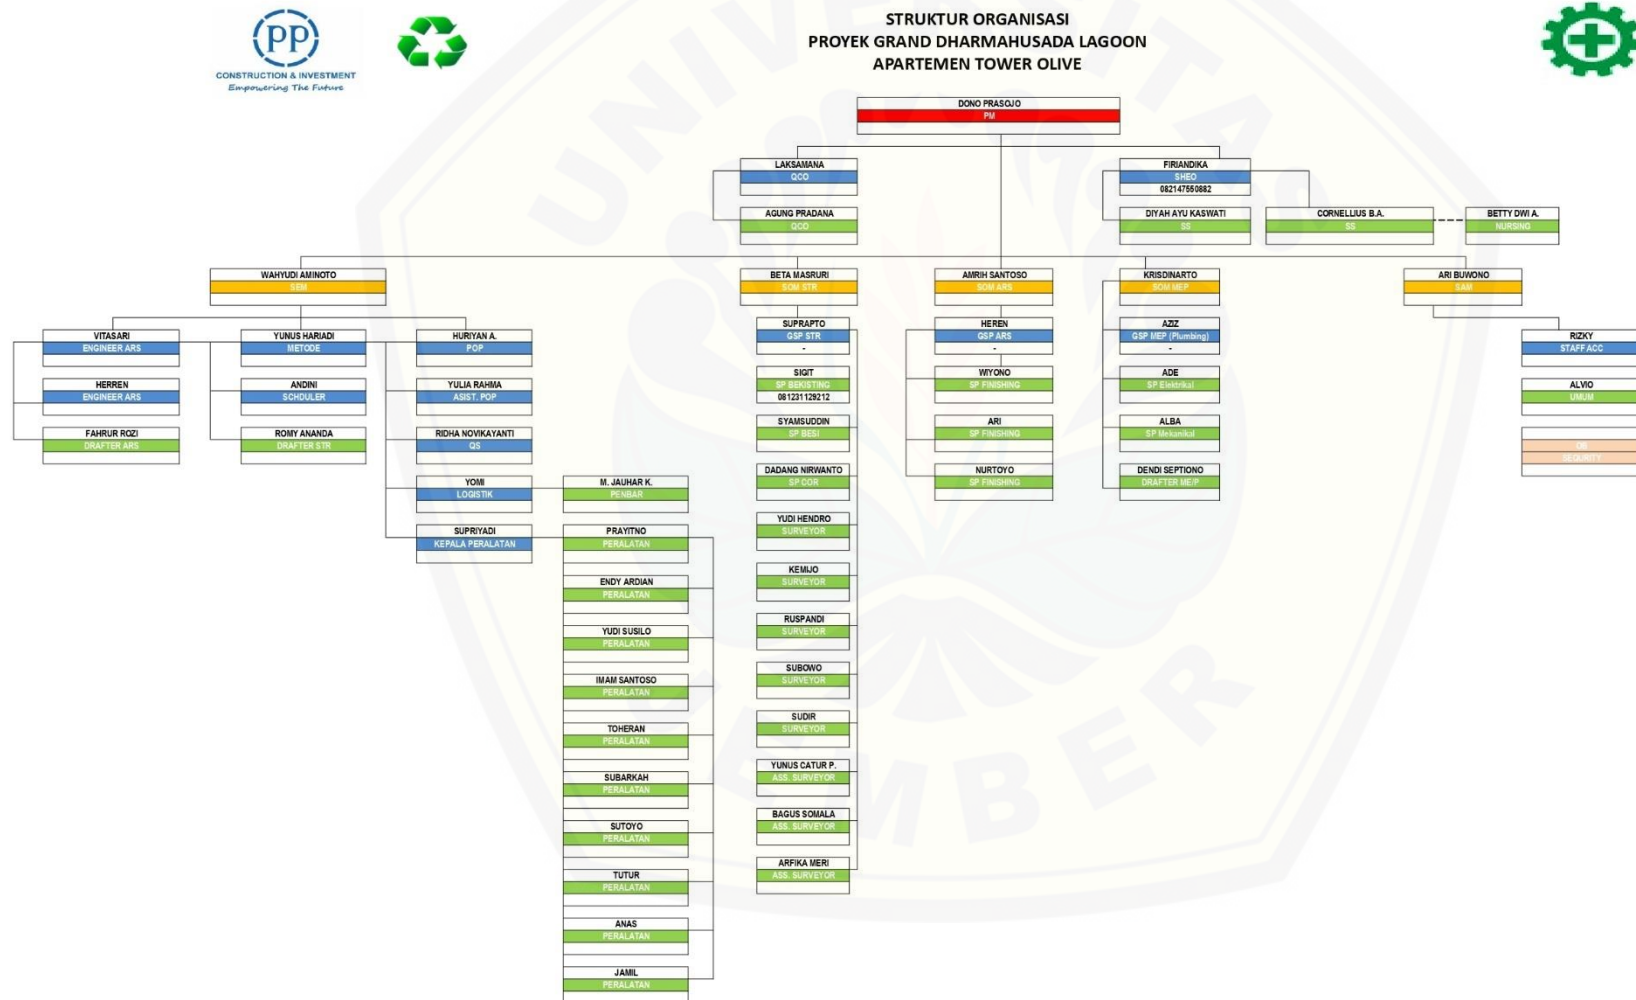 STRUKTUR ORGANISASI
PROYEK GRAND DHARMAHUSADA LAGOON
APARTEMEN TOWER OLIVE
PP
CONSTRUCTION & INVESTMENT
Empowering The Future
UNIVERSITAS
JEMBER
DONO PRASOJO
PM
LAKSAMANA
QCO
AGUNG PRADANA
QCO
FIRIANDIKA
SHEO
082147550882
DIYAH AYU KASWATI
SS
CORNELLIUS B.A.
SS
BETTY DWI A.
NURSING
WAHYUDI AMINOTO
SEM
BETA MASRURI
SOM STR
AMRIH SANTOSO
SOM ARS
KRISDINARTO
SOM MEP
ARI BUWONO
SAM
VITASARI
ENGINEER ARS
HERREN
ENGINEER ARS
FAHRUR ROZI
DRAFTER ARS
YUNUS HARIADI
METODE
ANDINI
SCHDULER
ROMY ANANDA
DRAFTER STR
HURIYAN A.
POP
YULIA RAHMA
ASIST. POP
RIDHA NOVIKAYANTI
QS
YOMI
LOGISTIK
SUPRIYADI
KEPALA PERALATAN
M. JAUHAR K.
PENBAR
PRAYITNO
PERALATAN
ENDY ARDIAN
PERALATAN
YUDI SUSILO
PERALATAN
IMAM SANTOSO
PERALATAN
TOHERAN
PERALATAN
SUBARKAH
PERALATAN
SUTOYO
PERALATAN
TUTUR
PERALATAN
ANAS
PERALATAN
JAMIL
PERALATAN
SUPRAPTO
GSP STR
-
SIGIT
SP BEKISTING
081231129212
SYAMSUDDIN
SP BESI
DADANG NIRWANTO
SP COR
YUDI HENDRO
SURVEYOR
KEMIJO
SURVEYOR
RUSPANDI
SURVEYOR
SUBOWO
SURVEYOR
SUDIR
SURVEYOR
YUNUS CATUR P.
ASS. SURVEYOR
BAGUS SOMALA
ASS. SURVEYOR
ARFIKA MERI
ASS. SURVEYOR
HEREN
GSP ARS
-
WIYONO
SP FINISHING
ARI
SP FINISHING
NURTOYO
SP FINISHING
AZIZ
GSP MEP (Plumbing)
-
ADE
SP Elektrikal
ALBA
SP Mekanikal
DENDI SEPTIONO
DRAFTER ME/P
RIZKY
STAFF ACC
ALVIO
UMUM
OB
SEQURITY